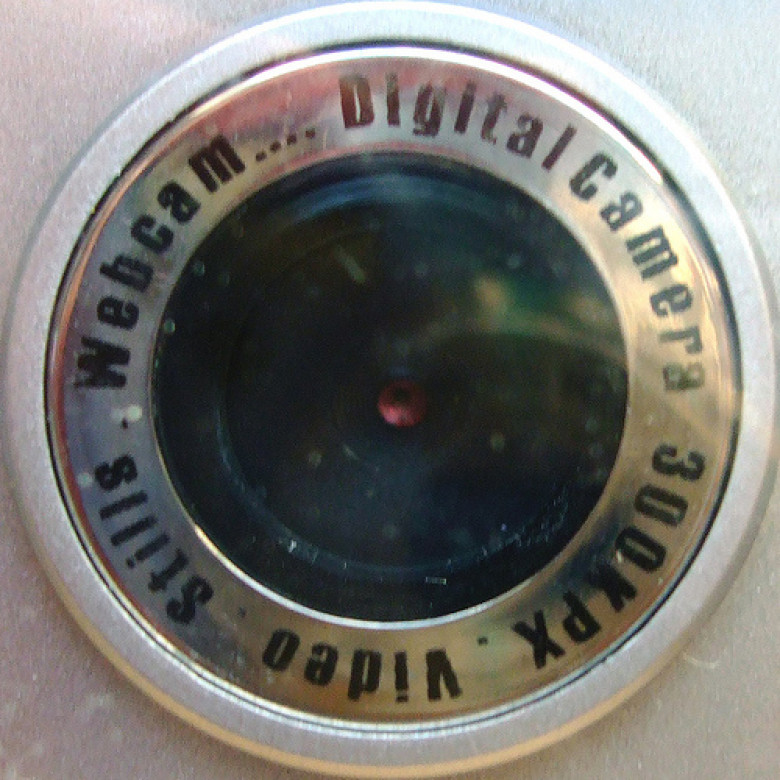 Digital Camera 300KPX . Video . Stills . Webcam....